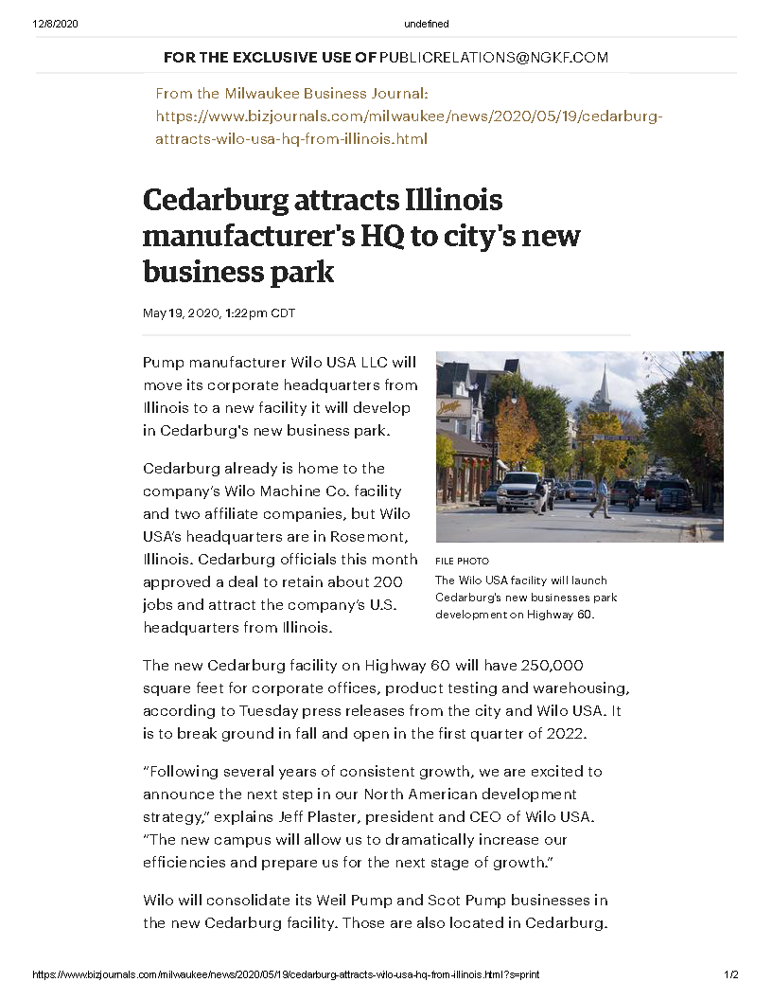 12/8/2020 undefined
FOR THE EXCLUSIVE USE OF PUBLICRELATIONS@NGKF.COM
From the Milwaukee Business Journal:
https://www.bizjournals.com/milwaukee/news/2020/05/19/cedarburg-
attracts-wilo-usa-hq-from-illinois.html
Cedarburg attracts Illinois
manufacturer's HQ to city's new
business park
May 19, 2020, 1:22pm CDT
Pump manufacturer Wilo USA LLC will
move its corporate headquarters from
Illinois to a new facility it will develop
in Cedarburg's new business park.
Cedarburg already is home to the
company’s Wilo Machine Co. facility
and two affiliate companies, but Wilo
USA’s headquarters are in Rosemont,
Illinois. Cedarburg officials this month
approved a deal to retain about 200
jobs and attract the company’s U.S.
headquarters from Illinois.
FILE PHOTO
The Wilo USA facility will launch
Cedarburg's new businesses park
development on Highway 60.
The new Cedarburg facility on Highway 60 will have 250,000
square feet for corporate offices, product testing and warehousing,
according to Tuesday press releases from the city and Wilo USA. It
is to break ground in fall and open in the first quarter of 2022.
“Following several years of consistent growth, we are excited to
announce the next step in our North American development
strategy,” explains Jeff Plaster, president and CEO of Wilo USA.
“The new campus will allow us to dramatically increase our
efficiencies and prepare us for the next stage of growth.”
Wilo will consolidate its Weil Pump and Scot Pump businesses in
the new Cedarburg facility. Those are also located in Cedarburg.
https://www.bizjournals.com/milwaukee/news/2020/05/19/cedarburg-attracts-wilo-usa-hq-from-illinois.html?s=print 1/2